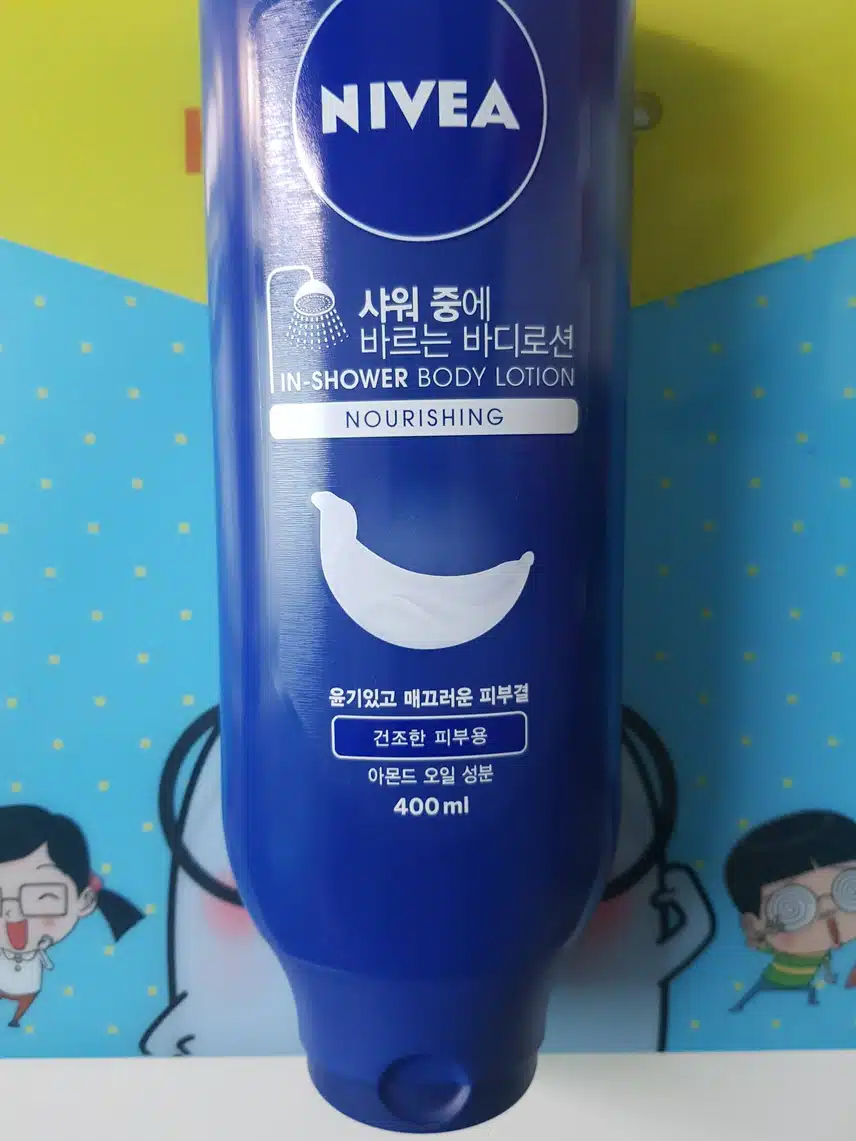 NIVEA
샤워 중에
바르는 바디로션
IN-SHOWER BODY LOTION
NOURISHING
윤기있고 매끄러운 피부결
건조한 피부용
아몬드 오일 성분
400ml